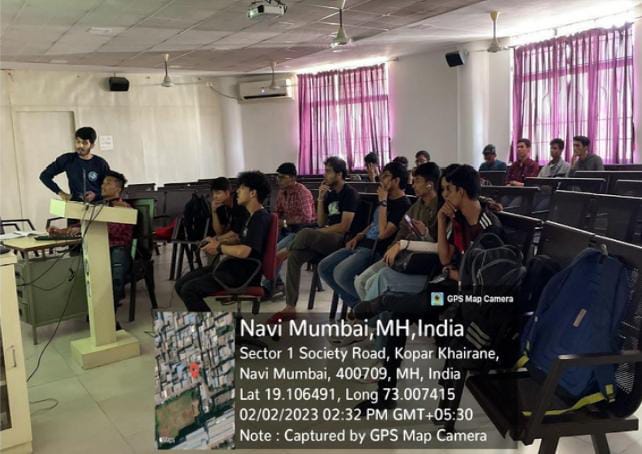 GPS Map Camera
Navi Mumbai,MH,India
Sector 1 Society Road, Kopar Khairane,
Navi Mumbai, 400709, MH, India
Lat 19.106491, Long 73.007415
02/02/2023 02:32 PM GMT+05:30
Note : Captured by GPS Map Camera